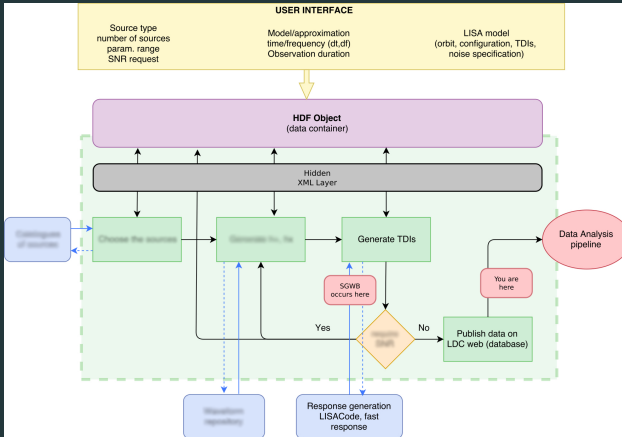 USER INTERFACE
Source type
number of sources
param. range
SNR request
Model/approximation
time/frequency (dt,df)
Observation duration
LISA model
(orbit, configuration, TDIs,
noise specification)
HDF Object
(data container)
Hidden
XML Layer
Generate TDIs
Data Analysis
pipeline
SGWB
occurs here
You are
here
Yes
SNR
No
Publish data on
LDC web (database)
Response generation
LISACode, fast
response